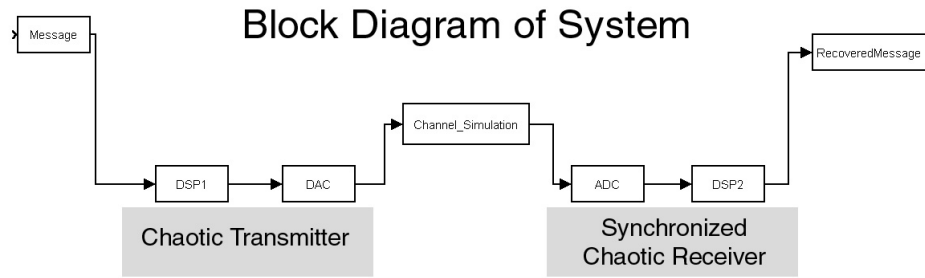 Block Diagram of System
Message
RecoveredMessage
Channel_Simulation
DSP1
DAC
ADC
DSP2
Chaotic Transmitter
Synchronized
Chaotic Receiver